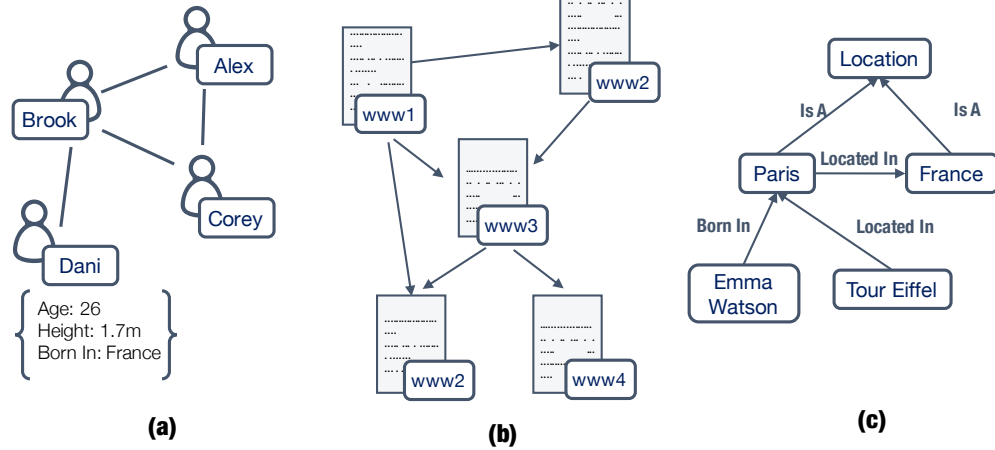 Alex
Brook
Corey
Dani
Age: 26
Height: 1.7m
Born In: France
(a)
www1
www2
www3
www2
www4
(b)
Location
Is A
Is A
Paris
Located In
France
Born In
Located In
Emma
Watson
Tour Eiffel
(c)